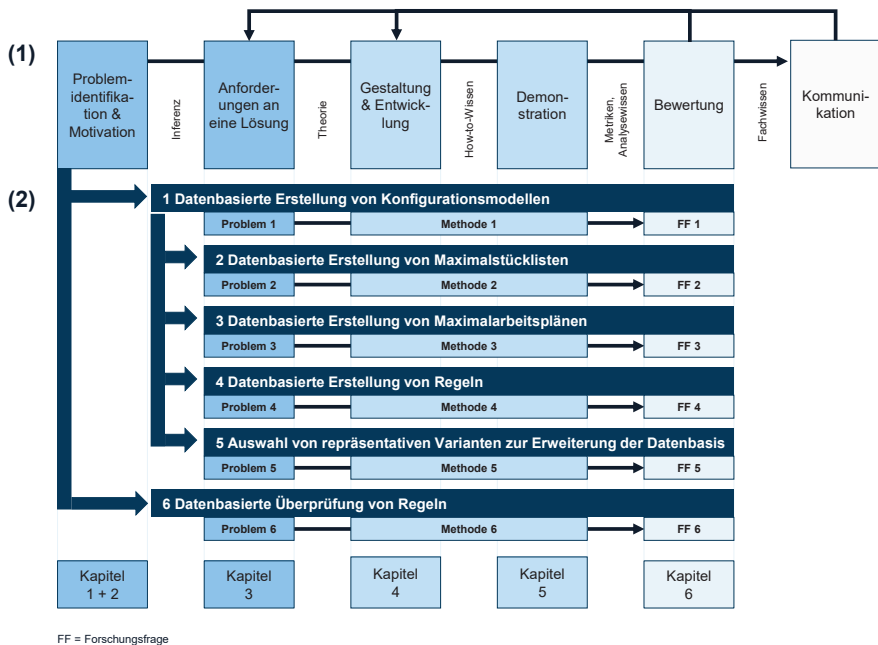 (1)
Problem-
identifika-
tion &
Motivation
Inferenz
Anforder-
ungen an
eine Lösung
Theorie
Gestaltung
& Entwick-
lung
How-to-Wissen
Demon-
stration
Metriken,
Analysewissen
Bewertung
Fachwissen
Kommuni-
kation
(2)
1 Datenbasierte Erstellung von Konfigurationsmodellen
Problem 1
Methode 1
FF 1
2 Datenbasierte Erstellung von Maximalstücklisten
Problem 2
Methode 2
FF 2
3 Datenbasierte Erstellung von Maximalarbeitsplänen
Problem 3
Methode 3
FF 3
4 Datenbasierte Erstellung von Regeln
Problem 4
Methode 4
FF 4
5 Auswahl von repräsentativen Varianten zur Erweiterung der Datenbasis
Problem 5
Methode 5
FF 5
6 Datenbasierte Überprüfung von Regeln
Problem 6
Methode 6
FF 6
Kapitel
1 + 2
Kapitel
3
Kapitel
4
Kapitel
5
Kapitel
6
FF = Forschungsfrage